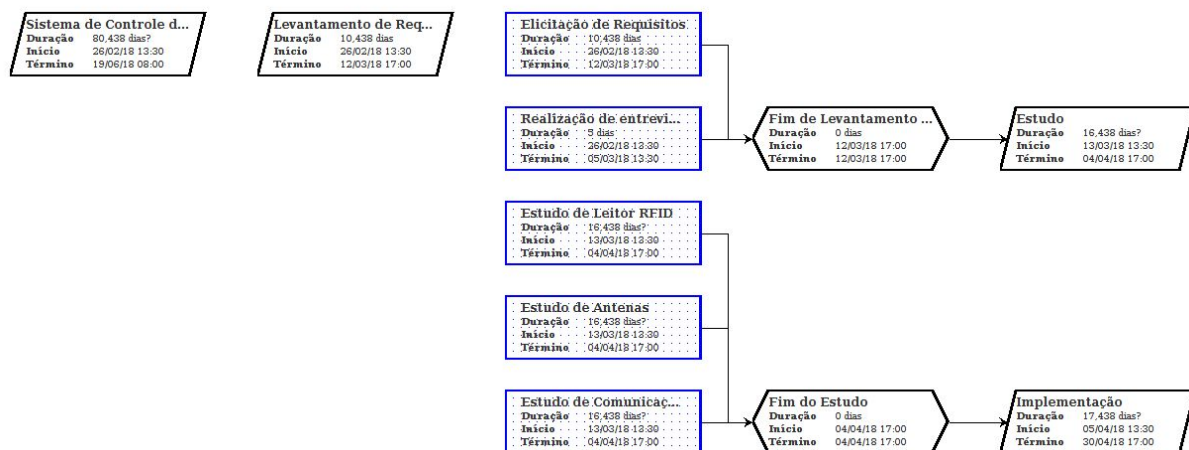 Sistema de Controle d...
Duração 80,438 dias?
Início 26/02/18 13:30
Término 19/06/18 08:00
Levantamento de Req...
Duração 10,438 dias
Início 26/02/18 13:30
Término 12/03/18 17:00
Elicitação de Requisitos
Duração 10,438 dias
Início 26/02/18 13:30
Término 12/03/18 17:00
Realização de entrevi...
Duração 5 dias
Início 26/02/18 13:30
Término 05/03/18 13:30
Fim de Levantamento ...
Duração 0 dias
Início 12/03/18 17:00
Término 12/03/18 17:00
Estudo
Duração 16,438 dias?
Início 13/03/18 13:30
Término 04/04/18 17:00
Estudo de Leitor RFID
Duração 16,438 dias?
Início 13/03/18 13:30
Término 04/04/18 17:00
Estudo de Antenas
Duração 16,438 dias?
Início 13/03/18 13:30
Término 04/04/18 17:00
Estudo de Comunicaç...
Duração 16,438 dias?
Início 13/03/18 13:30
Término 04/04/18 17:00
Fim do Estudo
Duração 0 dias
Início 04/04/18 17:00
Término 04/04/18 17:00
Implementação
Duração 17,438 dias?
Início 05/04/18 13:30
Término 30/04/18 17:00